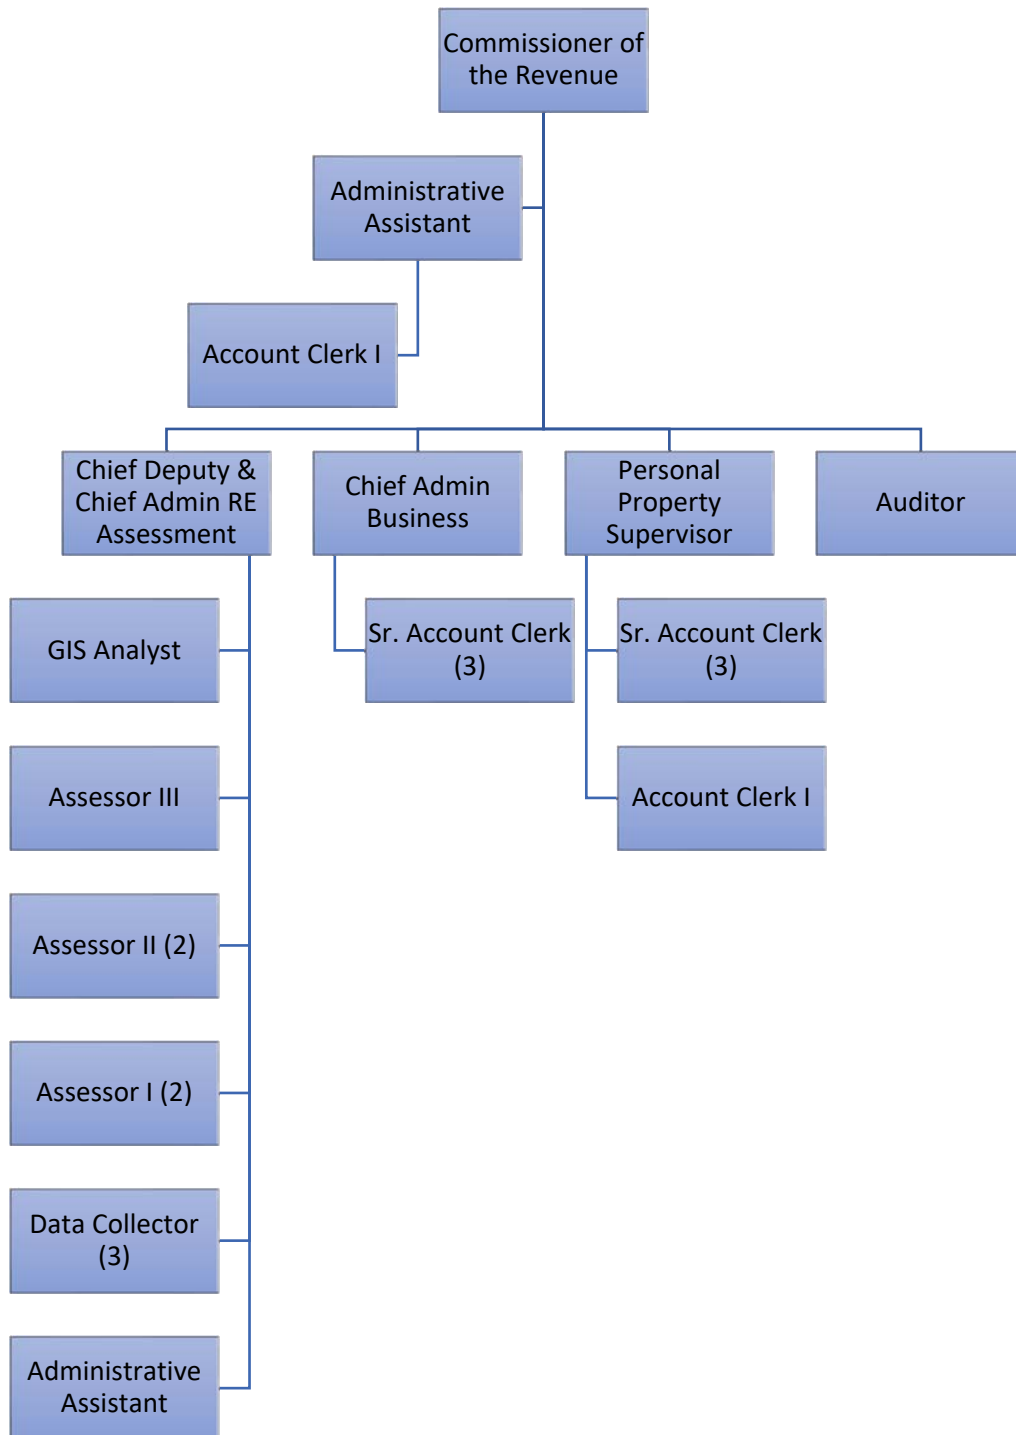 Commissioner of
the Revenue
Administrative
Assistant
Account Clerk I
Chief Deputy &
Chief Admin RE
Assessment
Chief Admin
Business
Personal
Property
Supervisor
Auditor
GIS Analyst
Sr. Account Clerk
(3)
Sr. Account Clerk
(3)
Assessor III
Account Clerk I
Assessor II (2)
Assessor I (2)
Data Collector
(3)
Administrative
Assistant